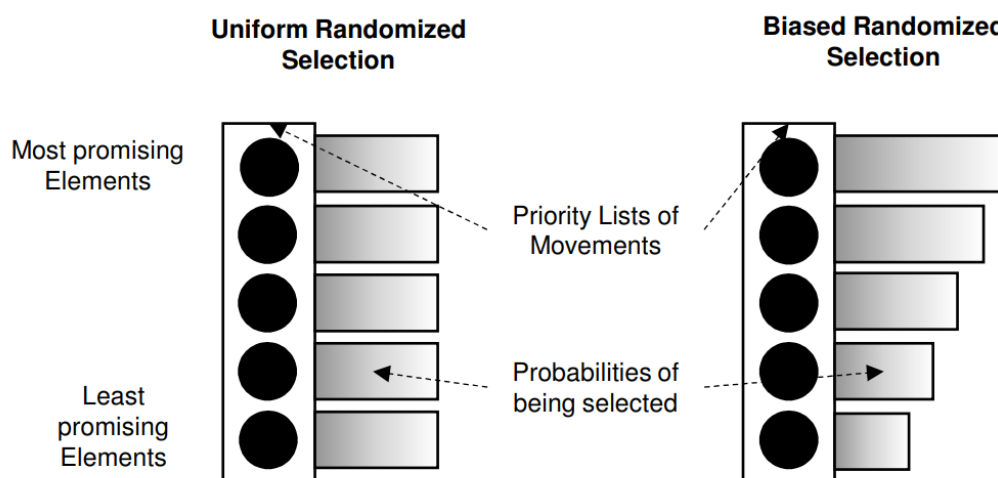 Uniform Randomized
Selection
Biased Randomized
Selection
Most promising
Elements
Priority Lists of
Movements
Probabilities of
being selected
Least
promising
Elements